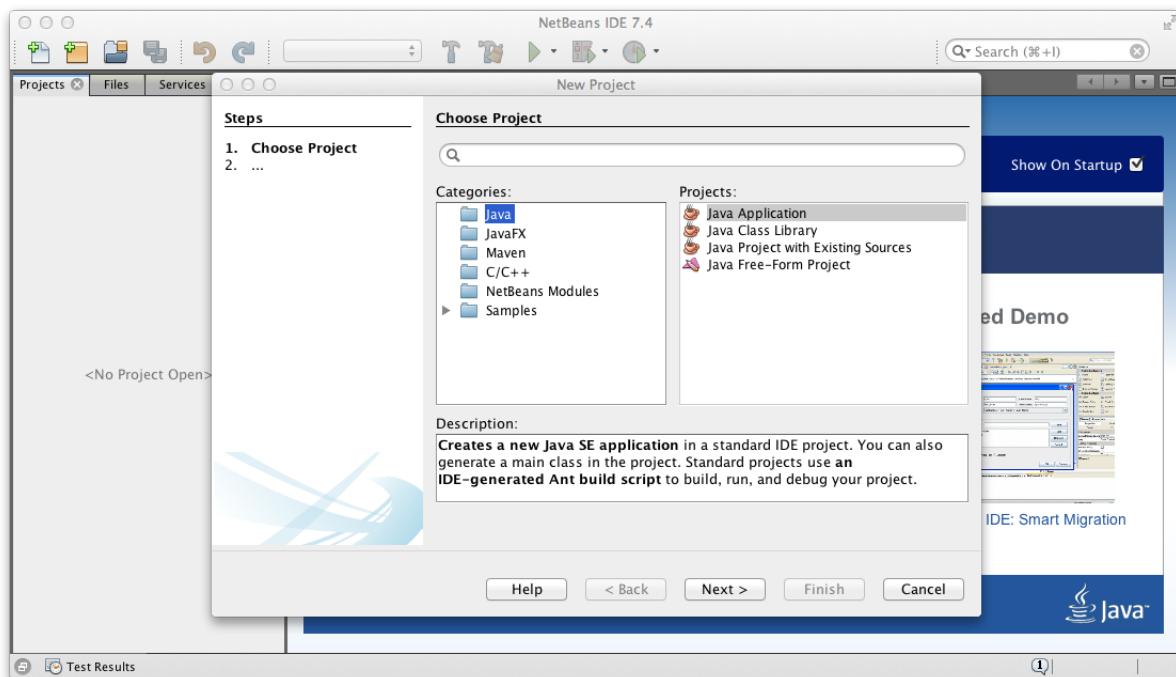 NetBeans IDE 7.4
Search (⌘+I)
Projects
Files
Services
New Project
Steps
1. Choose Project
2. ...
Choose Project
Categories:
Java
JavaFX
Maven
C/C++
NetBeans Modules
Samples
Projects:
Java Application
Java Class Library
Java Project with Existing Sources
Java Free-Form Project
Description:
Creates a new Java SE application in a standard IDE project. You can also
generate a main class in the project. Standard projects use an
IDE-generated Ant build script to build, run, and debug your project.
Help
< Back
Next >
Finish
Cancel
<No Project Open>
Show On Startup
ed Demo
IDE: Smart Migration
Java
Test Results
1